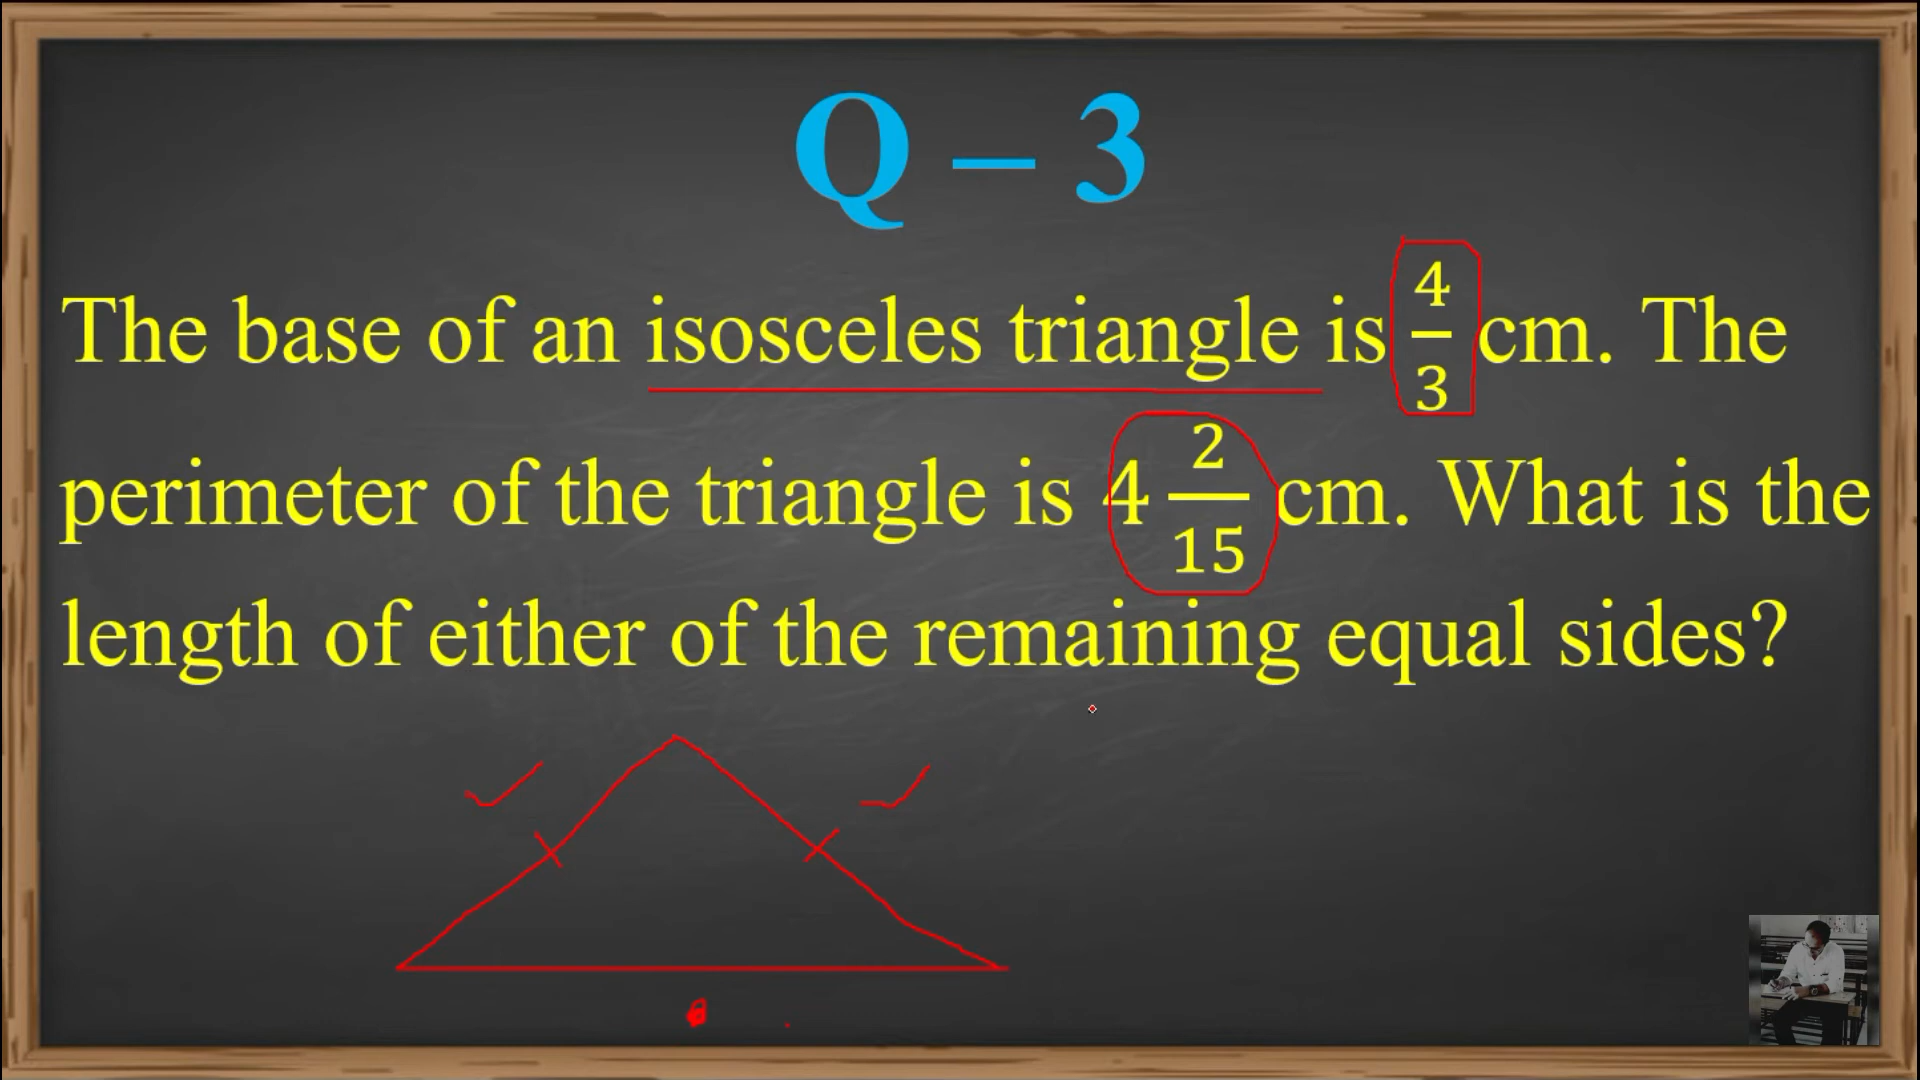 Q – 3
The base of an isosceles triangle is 4/3 cm. The
perimeter of the triangle is 4 2/15 cm. What is the
length of either of the remaining equal sides?